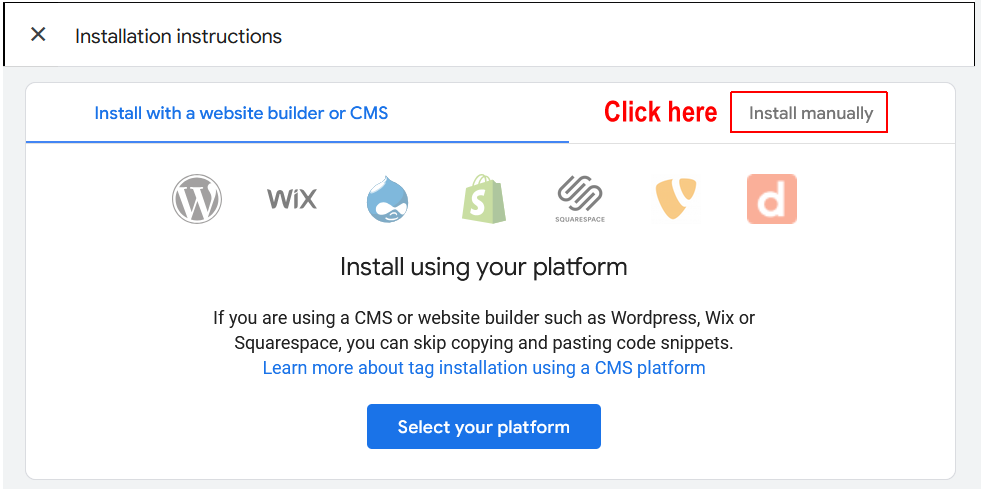 Installation instructions
Install with a website builder or CMS
Click here
Install manually
WiX
SQUARESPACE
Install using your platform
If you are using a CMS or website builder such as Wordpress, Wix or
Squarespace, you can skip copying and pasting code snippets.
Learn more about tag installation using a CMS platform
Select your platform